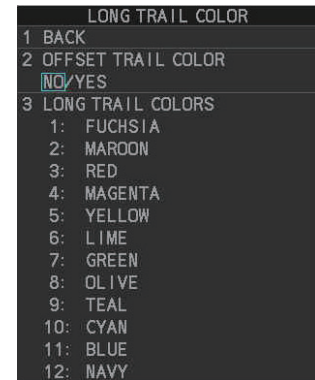 LONG TRAIL COLOR
1 BACK
2 OFFSET TRAIL COLOR
NO/YES
3 LONG TRAIL COLORS
1: FUCHSIA
2: MAROON
3: RED
4: MAGENTA
5: YELLOW
6: LIME
7: GREEN
8: OLIVE
9: TEAL
10: CYAN
11: BLUE
12: NAVY